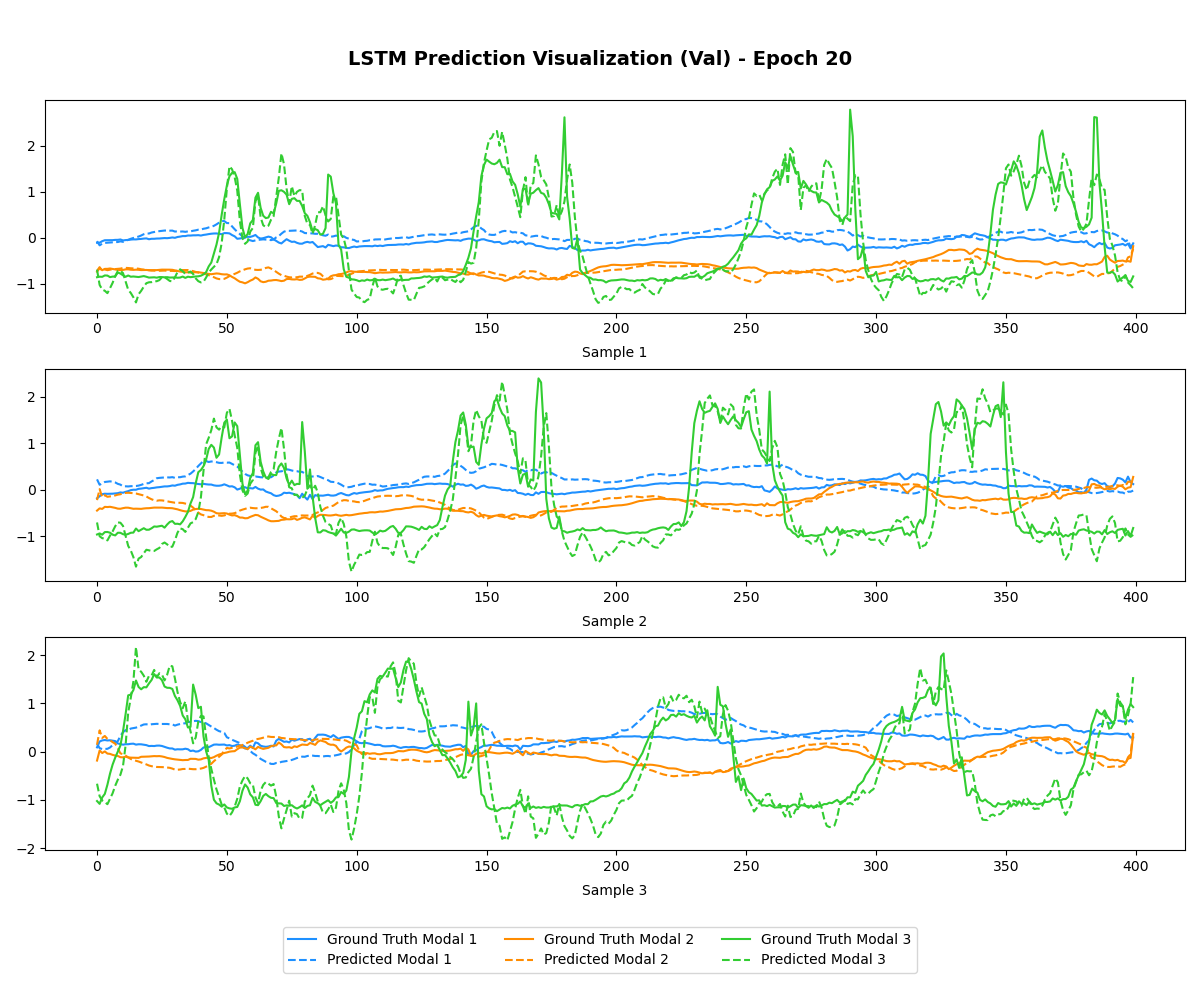 LSTM Prediction Visualization (Val) - Epoch 20
2
1
0
−1
0 50 100 150 200 250 300 350 400
Sample 1
2
1
0
−1
0 50 100 150 200 250 300 350 400
Sample 2
2
1
0
−1
−2
0 50 100 150 200 250 300 350 400
Sample 3
Ground Truth Modal 1 Ground Truth Modal 2 Ground Truth Modal 3
Predicted Modal 1 Predicted Modal 2 Predicted Modal 3